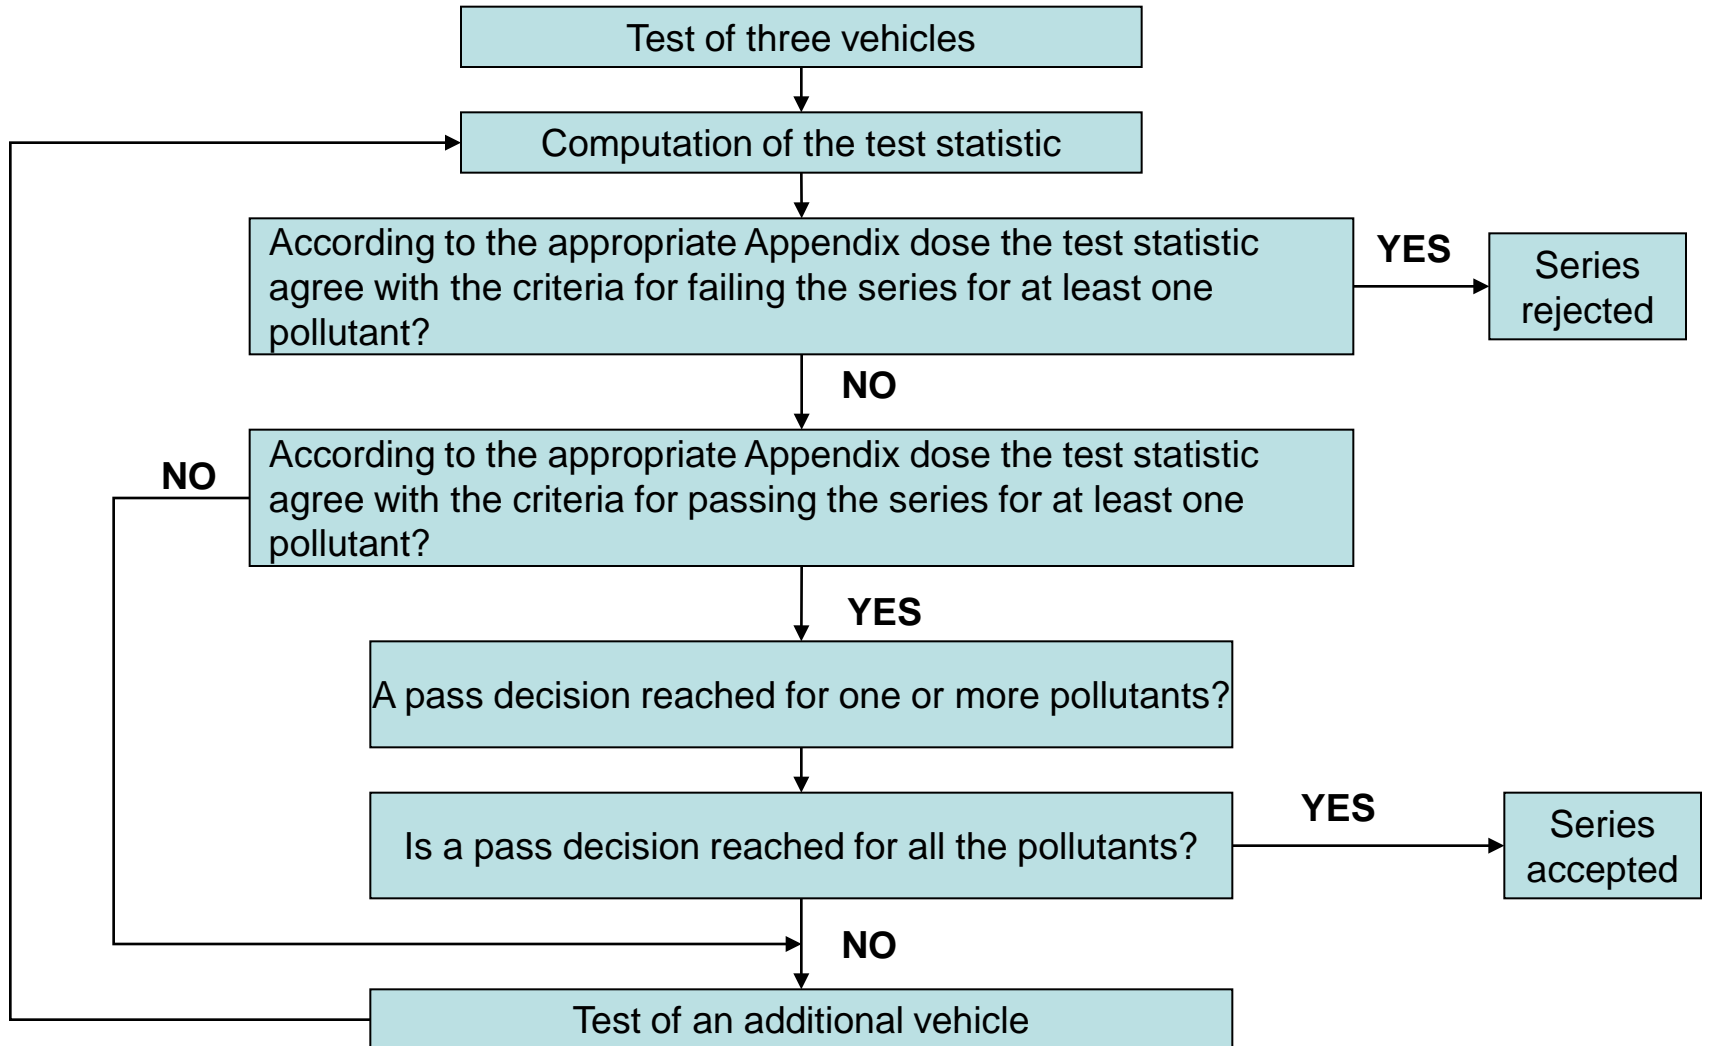 Test of three vehicles
Computation of the test statistic
According to the appropriate Appendix dose the test statistic
agree with the criteria for failing the series for at least one
pollutant?
YES
Series
rejected
NO
According to the appropriate Appendix dose the test statistic
agree with the criteria for passing the series for at least one
pollutant?
NO
YES
A pass decision reached for one or more pollutants?
Is a pass decision reached for all the pollutants?
YES
Series
accepted
NO
Test of an additional vehicle